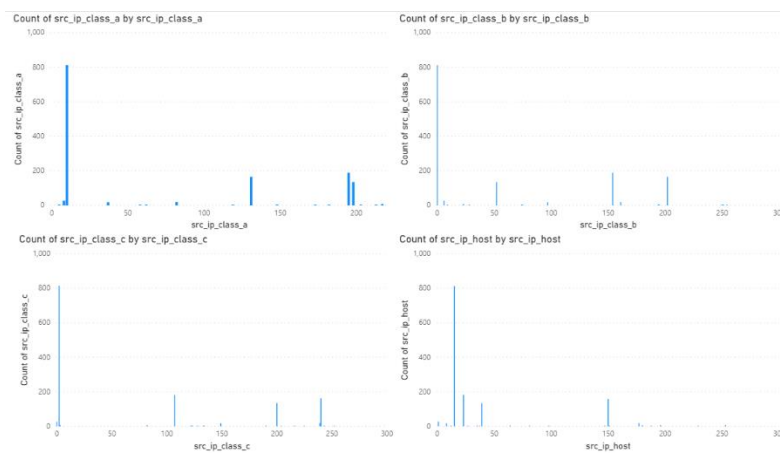 Count of src_ip_class_a by src_ip_class_a
1,000
800
600
400
200
0
Count of src_ip_class_a
0 50 100 150 200
src_ip_class_a
Count of src_ip_class_b by src_ip_class_b
1,000
800
600
400
200
0
Count of src_ip_class_b
0 50 100 150 200 250 300
src_ip_class_b
Count of src_ip_class_c by src_ip_class_c
1,000
800
600
400
200
0
Count of src_ip_class_c
0 50 100 150 200 250 300
src_ip_class_c
Count of src_ip_host by src_ip_host
1,000
800
600
400
200
0
Count of src_ip_host
0 50 100 150 200 250
src_ip_host